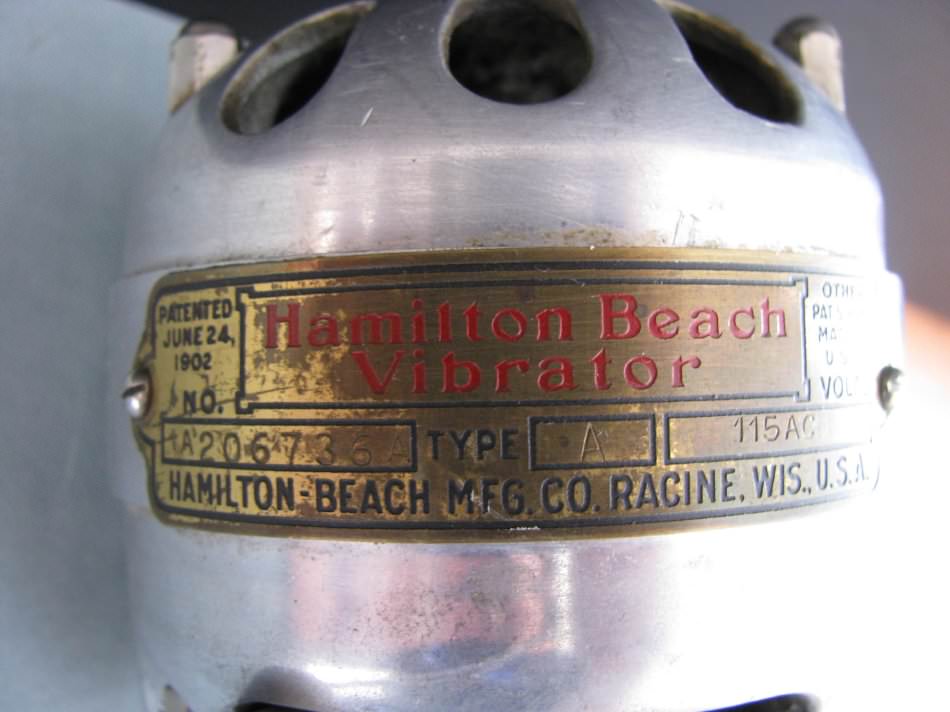 PATENTED
JUNE 24,
1902
NO.
Hamilton Beach
Vibrator
U.S.
A206736A TYPE A 115AC
HAMILTON-BEACH MFG. CO. RACINE, WIS., U.S.A.